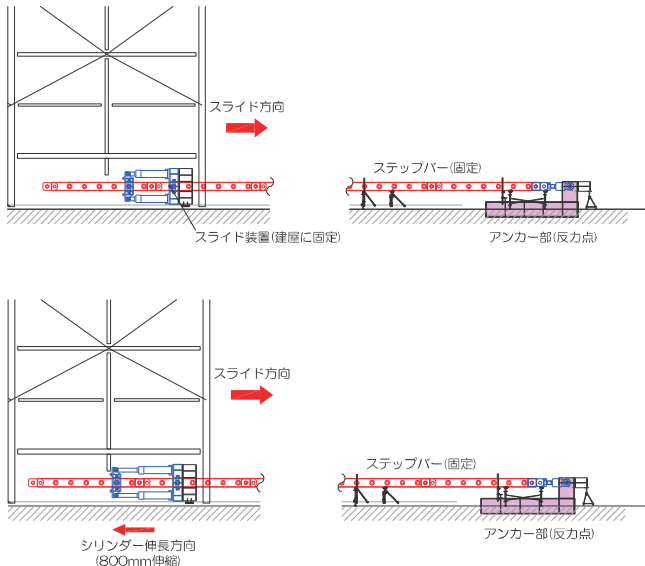 スライド方向
ステップバー(固定)
スライド装置(建屋に固定)
アンカー部(反力点)
スライド方向
ステップバー(固定)
アンカー部(反力点)
シリンダー伸長方向
(800mm伸縮)